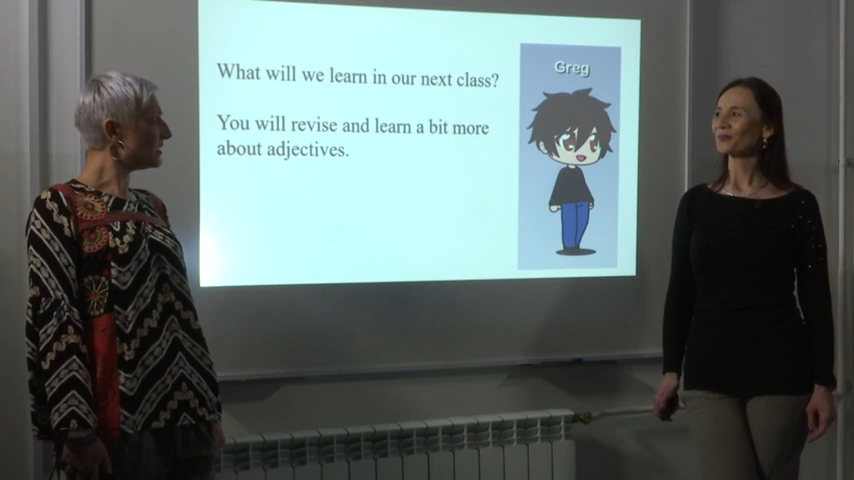 What will we learn in our next class?
You will revise and learn a bit more
about adjectives.
Greg